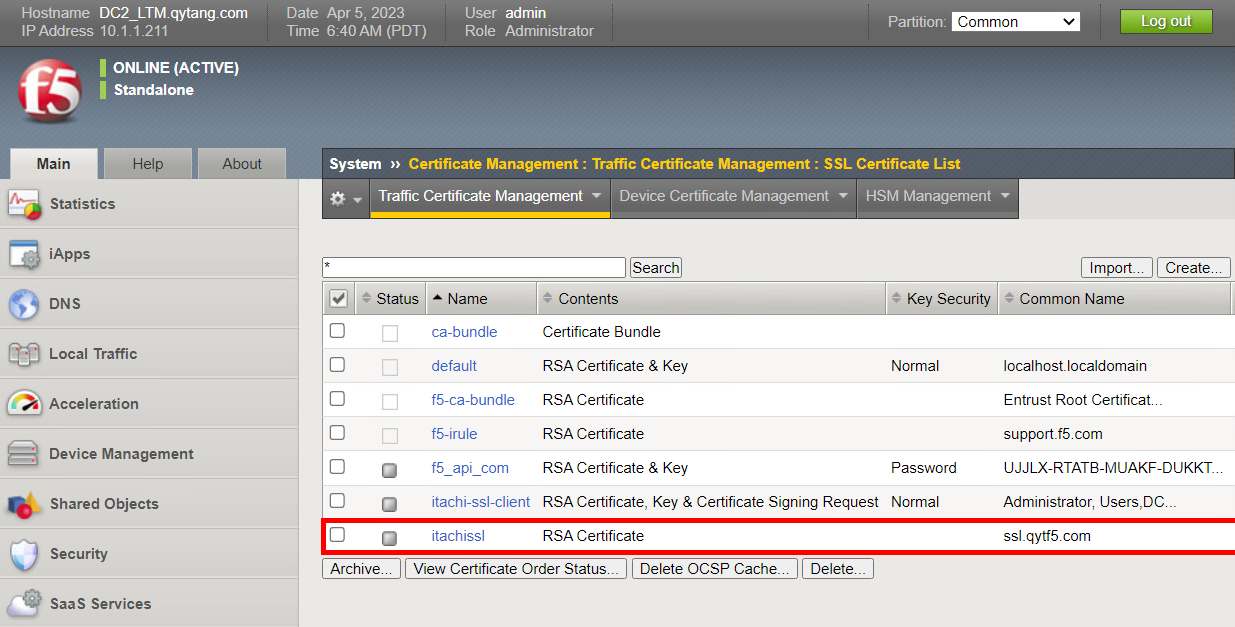 Hostname DC2_LTM.qytang.com Date Apr 5, 2023 User admin
IP Address 10.1.1.211 Time 6:40 AM (PDT) Role Administrator
Partition: Common Log out
f5
ONLINE (ACTIVE)
Standalone
Main Help About
System ›› Certificate Management : Traffic Certificate Management : SSL Certificate List
Traffic Certificate Management Device Certificate Management HSM Management
Statistics
iApps
DNS
Local Traffic
Acceleration
Device Management
Shared Objects
Security
SaaS Services
* Search Import... Create...
Status Name Contents Key Security Common Name
ca-bundle Certificate Bundle
default RSA Certificate & Key Normal localhost.localdomain
f5-ca-bundle RSA Certificate Entrust Root Certificat...
f5-irule RSA Certificate support.f5.com
f5_api_com RSA Certificate & Key Password UJJLX-RTATB-MUAKF-DUKKT...
itachi-ssl-client RSA Certificate, Key & Certificate Signing Request Normal Administrator, Users,DC...
itachissl RSA Certificate ssl.qytf5.com
Archive... View Certificate Order Status... Delete OCSP Cache... Delete...